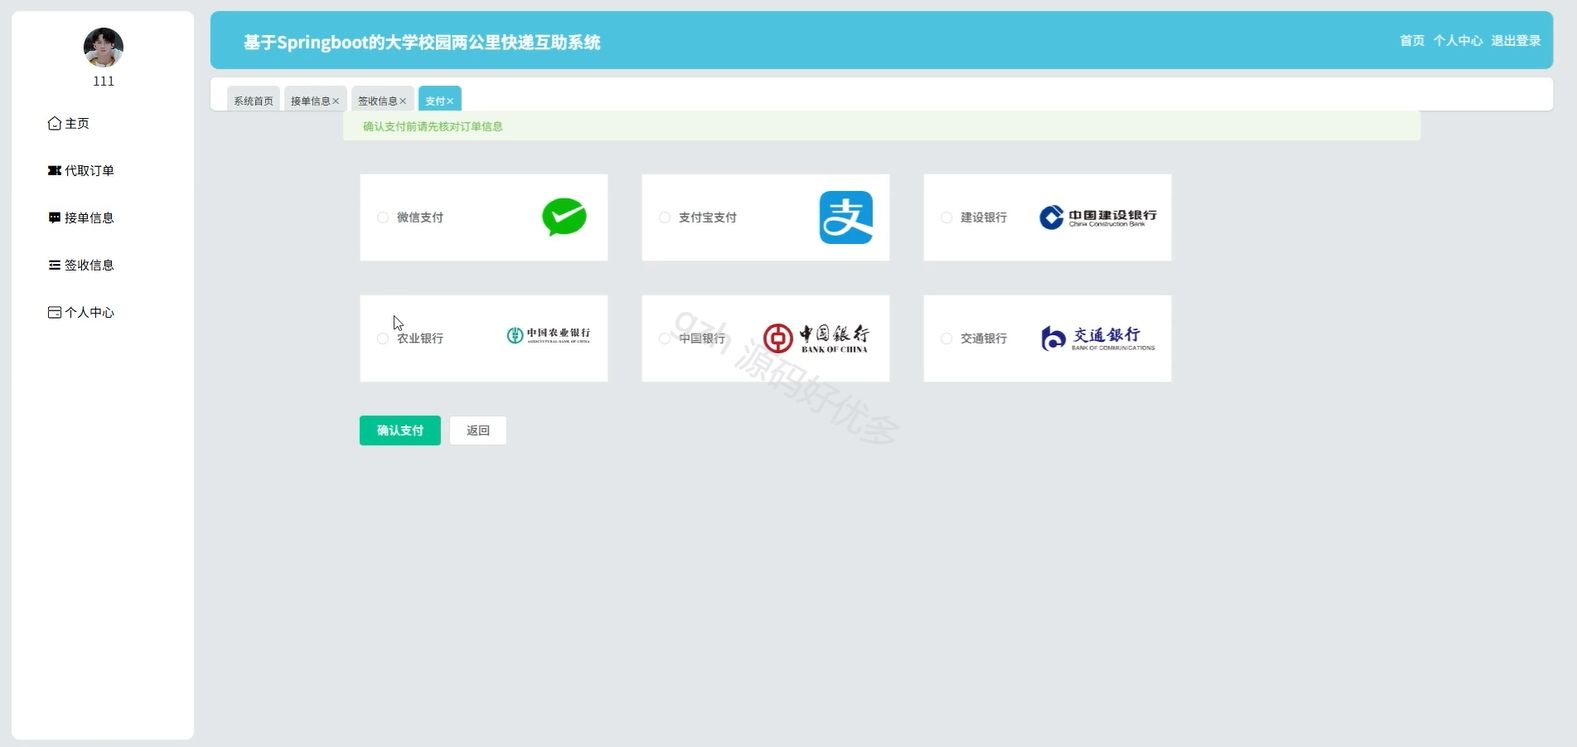 111
主页
代取订单
接单信息
签收信息
个人中心
基于Springboot的大学校园两公里快递互助系统
首页 个人中心 退出登录
系统首页 接单信息× 签收信息× 支付×
确认支付前请先核对订单信息
微信支付
支付宝支付
支
建设银行
中国建设银行
China Construction Bank
农业银行
中国农业银行
AGRICULTURAL BANK OF CHINA
中国银行
中国银行
BANK OF CHINA
交通银行
交通银行
BANK OF COMMUNICATIONS
gzh 源码好优多
确认支付 返回